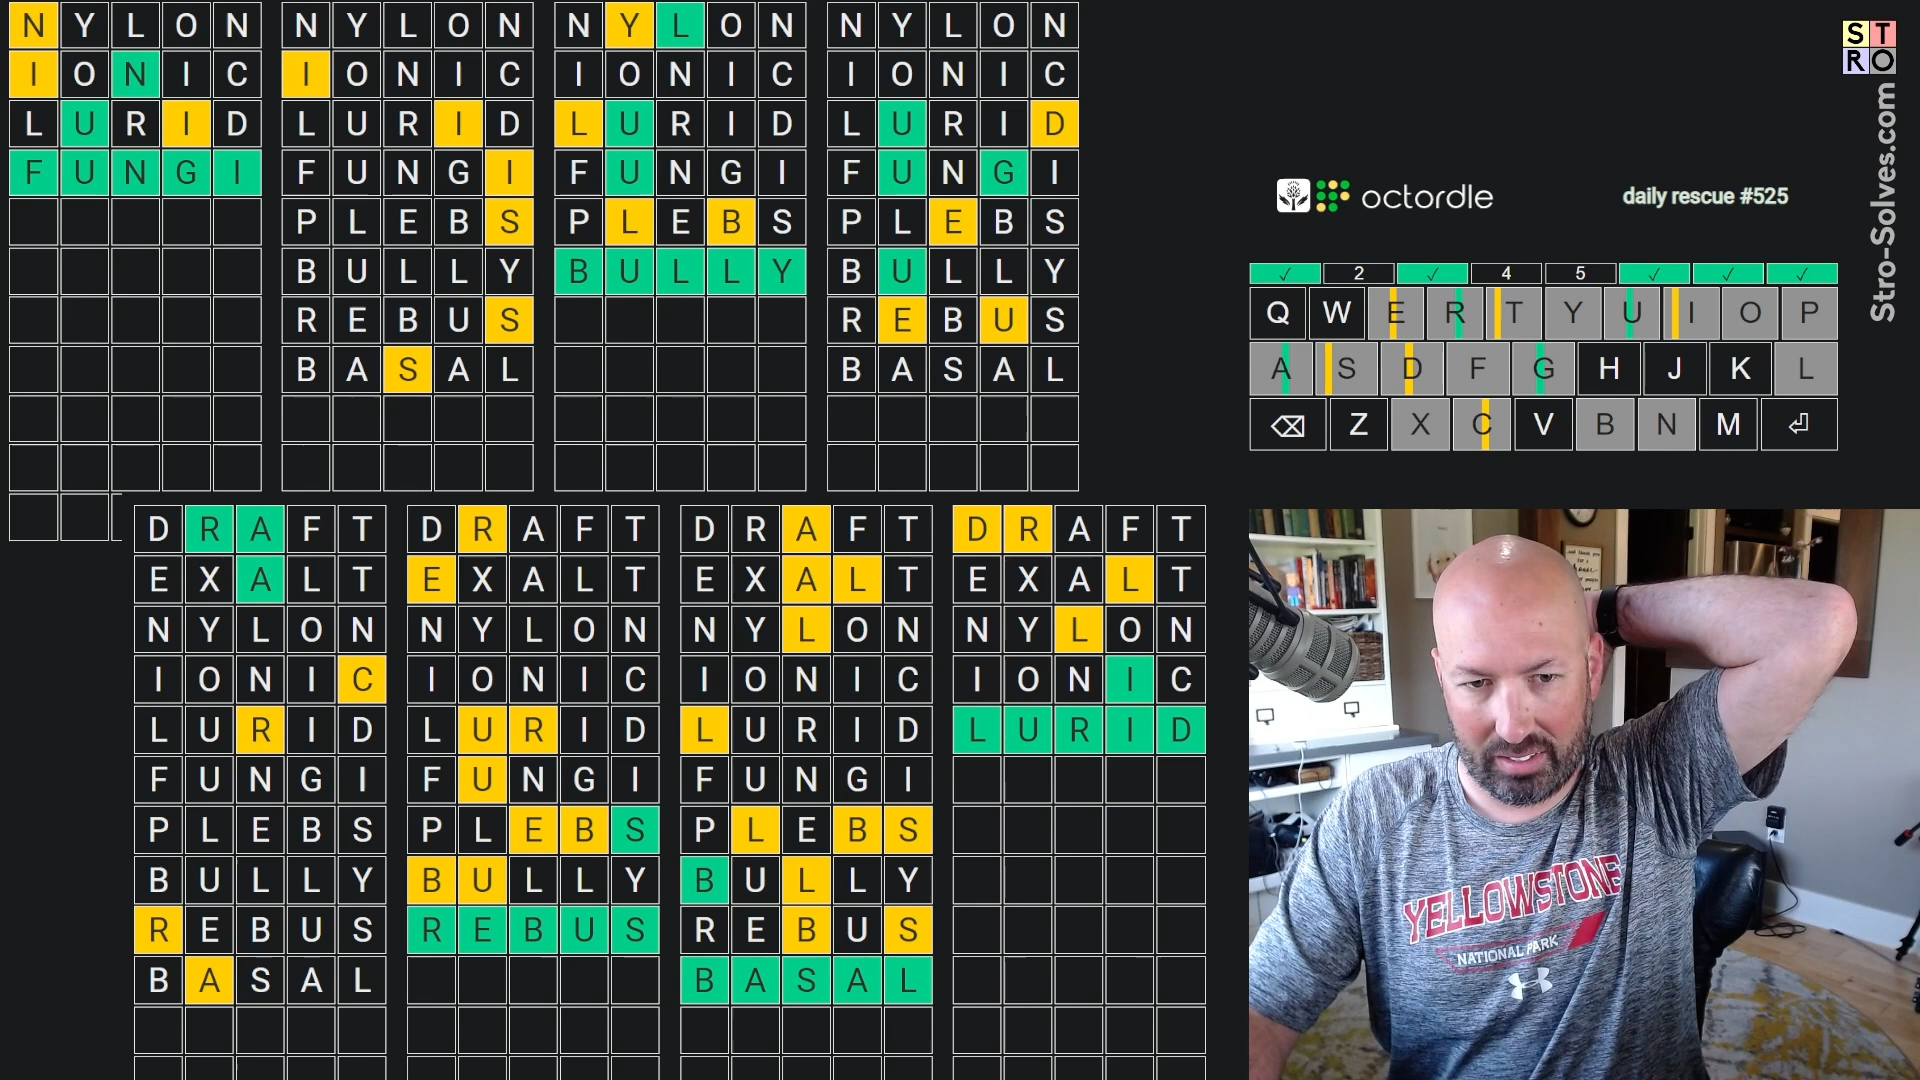 NYLON NYLON NYLON NYLON
IONIC IONIC IONIC IONIC
LURID LURID LURID LURID
FUNGI FUNGI FUNGI FUNGI
PLEBS PLEBS PLEBS
BULLY BULLY BULLY
REBUS REBUS
BASAL BASAL
DRAFT DRAFT DRAFT DRAFT
EXALT EXALT EXALT EXALT
NYLON NYLON NYLON NYLON
IONIC IONIC IONIC IONIC
LURID LURID LURID LURID
FUNGI FUNGI FUNGI
PLEBS PLEBS PLEBS
BULLY BULLY BULLY
REBUS REBUS REBUS
BASAL BASAL
octordle
daily rescue #525
✓ 2 ✓ 4 5 ✓ ✓ ✓
Q W E R T Y U I O P
A S D F G H J K L
⌫ Z X C V B N M ⏎
ST
RO
Stro-Solves.com
YELLOWSTONE
NATIONAL PARK